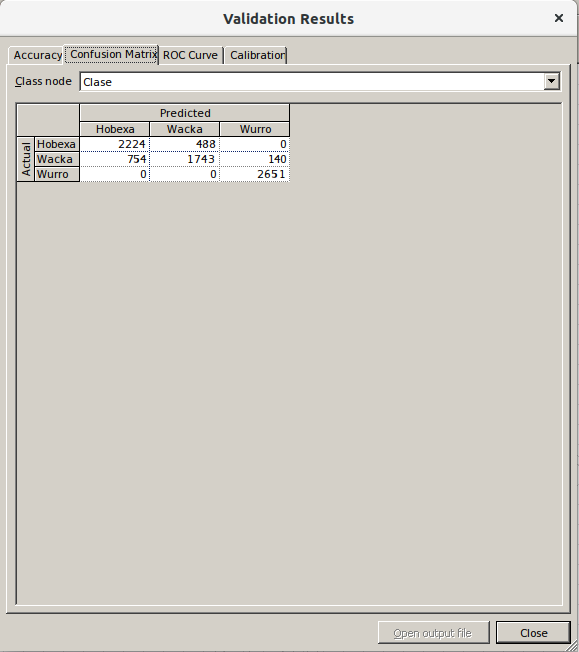 Validation Results ×
Accuracy Confusion Matrix ROC Curve Calibration
Class node Clase
Predicted
Hobexa Wacka Wurro
Actual
Hobexa 2224 488 0
Wacka 754 1743 140
Wurro 0 0 2651
Open output file Close